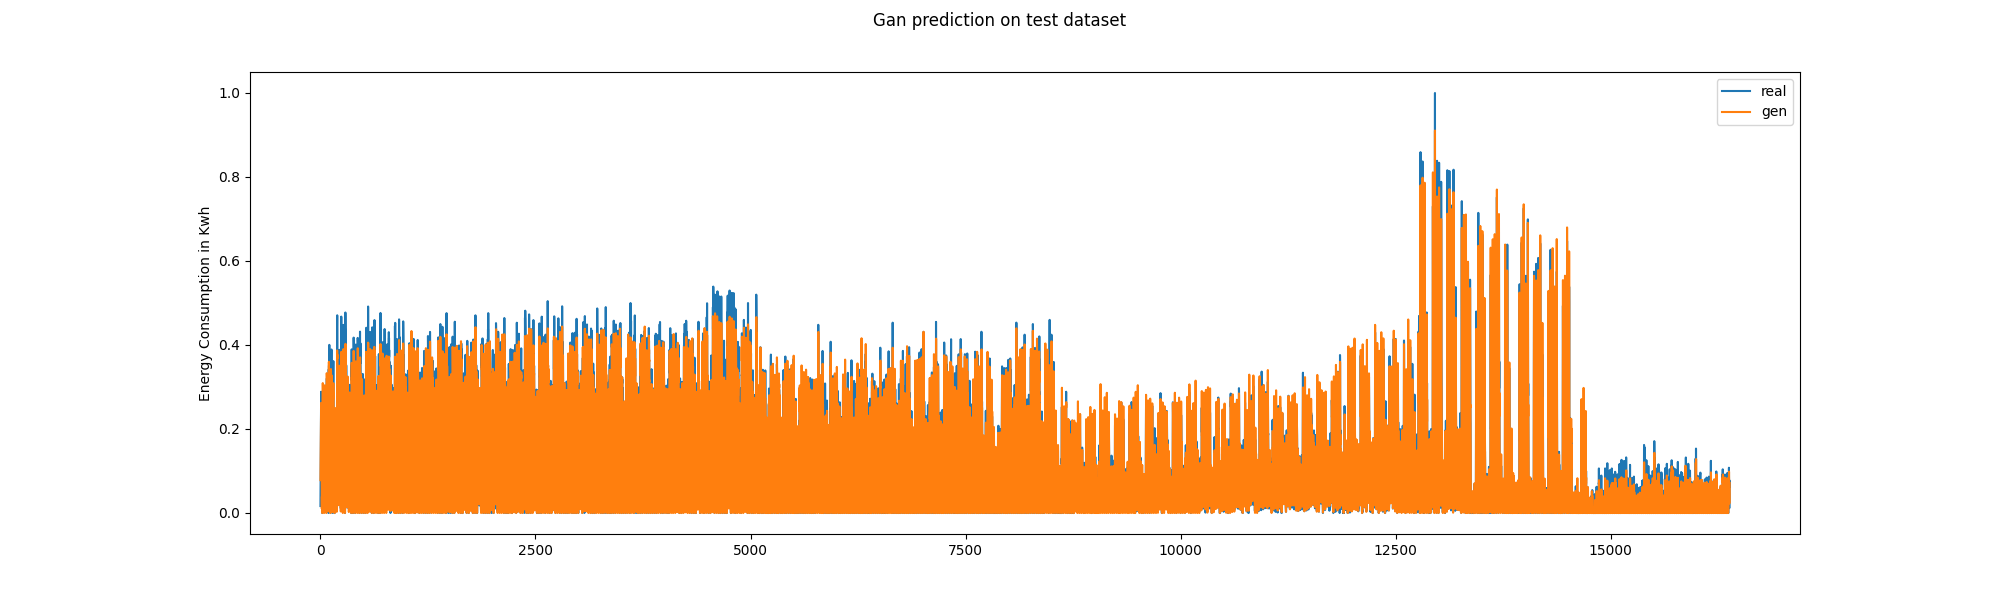 Gan prediction on test dataset
real
gen
Energy Consumption in Kwh
1.0
0.8
0.6
0.4
0.2
0.0
0 2500 5000 7500 10000 12500 15000